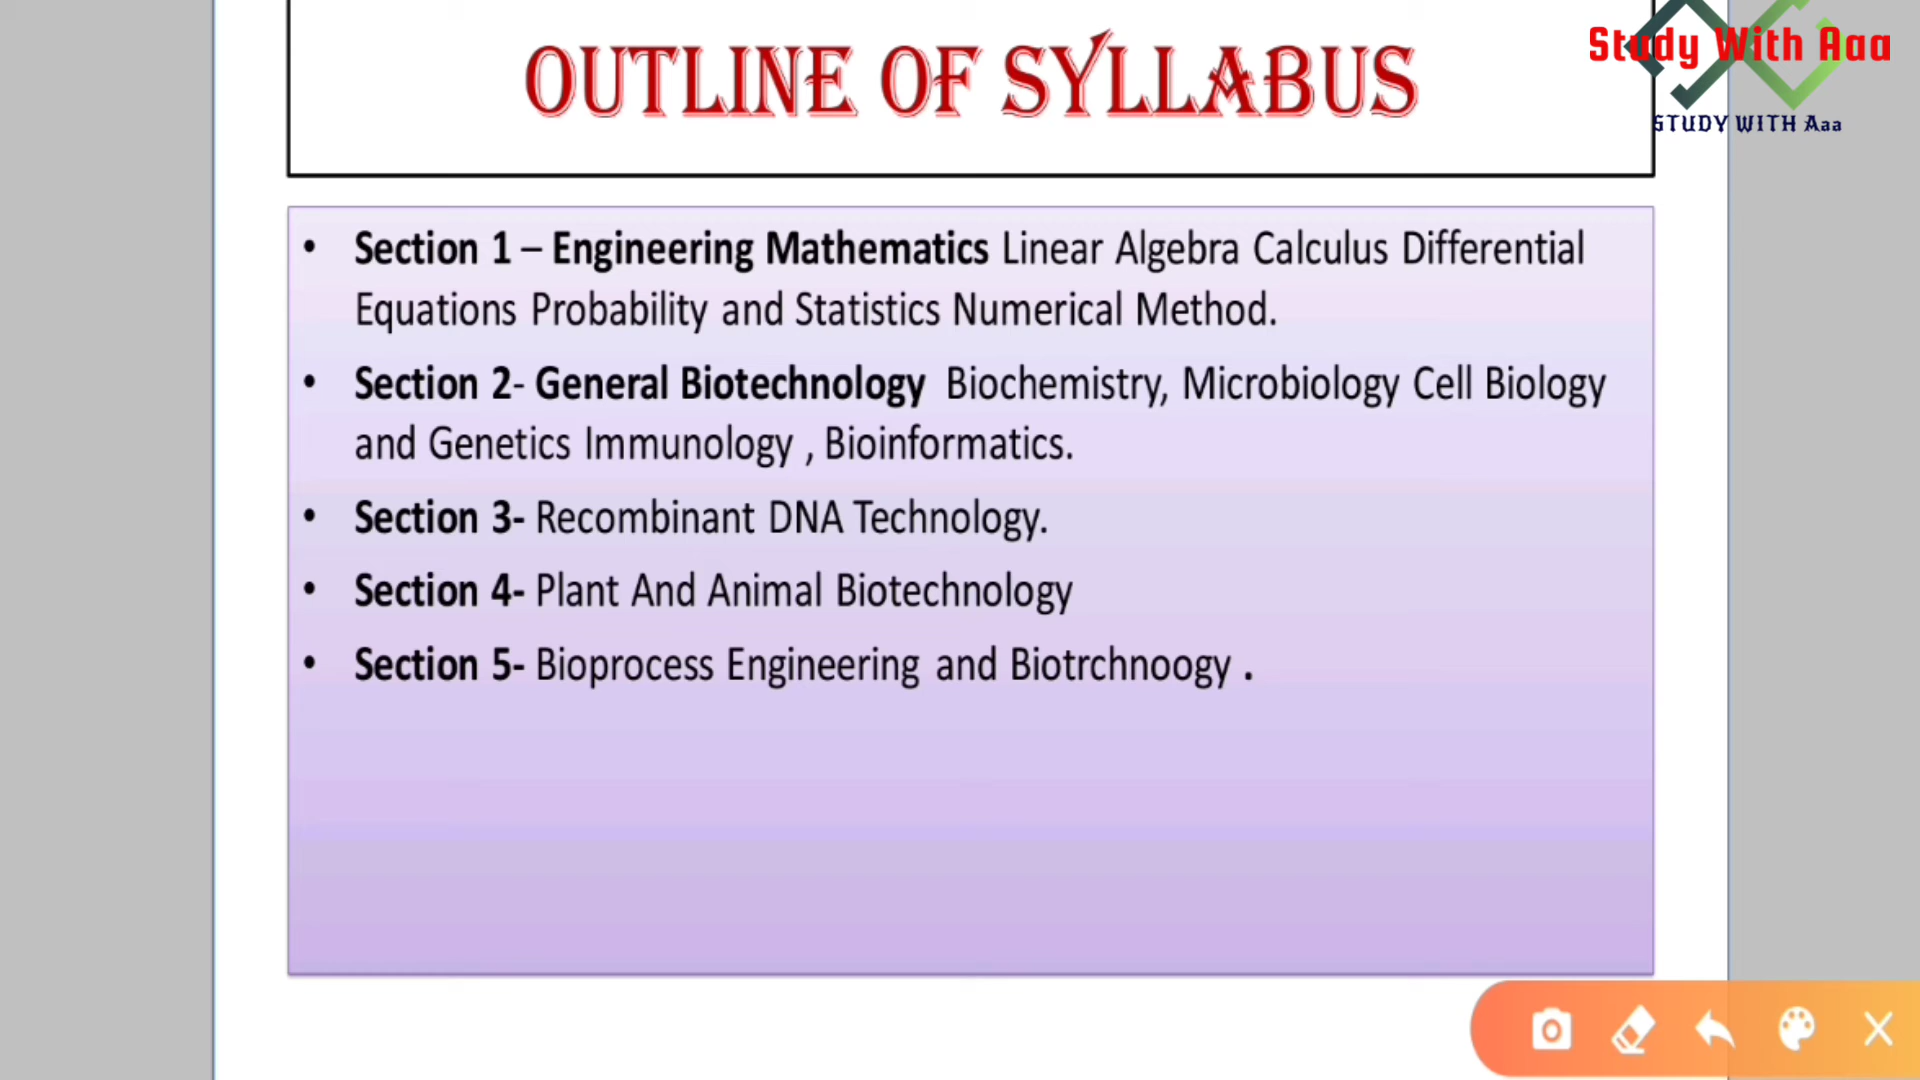 OUTLINE OF SYLLABUS
Study With Aaa
STUDY WITH Aaa
• Section 1 – Engineering Mathematics Linear Algebra Calculus Differential
Equations Probability and Statistics Numerical Method.
• Section 2- General Biotechnology Biochemistry, Microbiology Cell Biology
and Genetics Immunology , Bioinformatics.
• Section 3- Recombinant DNA Technology.
• Section 4- Plant And Animal Biotechnology
• Section 5- Bioprocess Engineering and Biotrchnoogy .